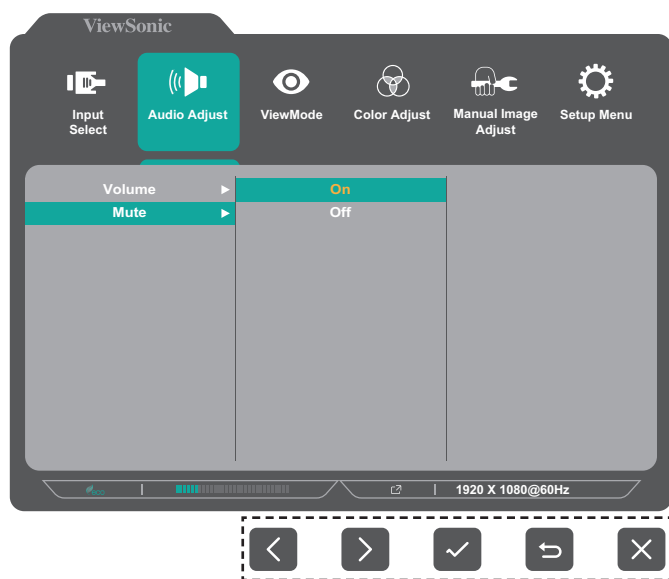 ViewSonic
Input
Select
Audio Adjust
ViewMode
Color Adjust
Manual Image
Adjust
Setup Menu
Volume
On
Mute
Off
eco
1920 X 1080@60Hz